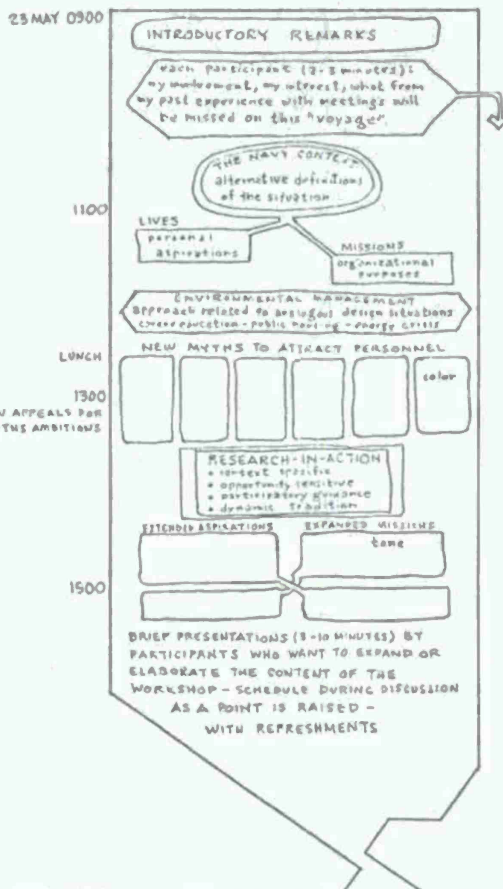 23 MAY 0900
INTRODUCTORY REMARKS
each participant (2-3 minutes):
my involvement, my interest, what from
my past experience with meetings will
be missed on this "voyage".
THE NAVY CONTEXT
alternative definitions
of the situation
1100
LIVES
personal
aspirations
MISSIONS
organizational
purposes
ENVIRONMENTAL MANAGEMENT
approach related to analogous design situations
education - public housing - energy crisis
LUNCH
NEW MYTHS TO ATTRACT PERSONNEL
color
1300
APPEALS FOR
AMBITIONS
RESEARCH-IN-ACTION
• context specific
• opportunity sensitive
• participatory guidance
• dynamic tradition
EXTENDED ASPIRATIONS
EXPANDED MISSIONS
tame
1500
BRIEF PRESENTATIONS (8-10 MINUTES) BY
PARTICIPANTS WHO WANT TO EXPAND OR
ELABORATE THE CONTENT OF THE
WORKSHOP - SCHEDULE DURING DISCUSSION
AS A POINT IS RAISED -
WITH REFRESHMENTS